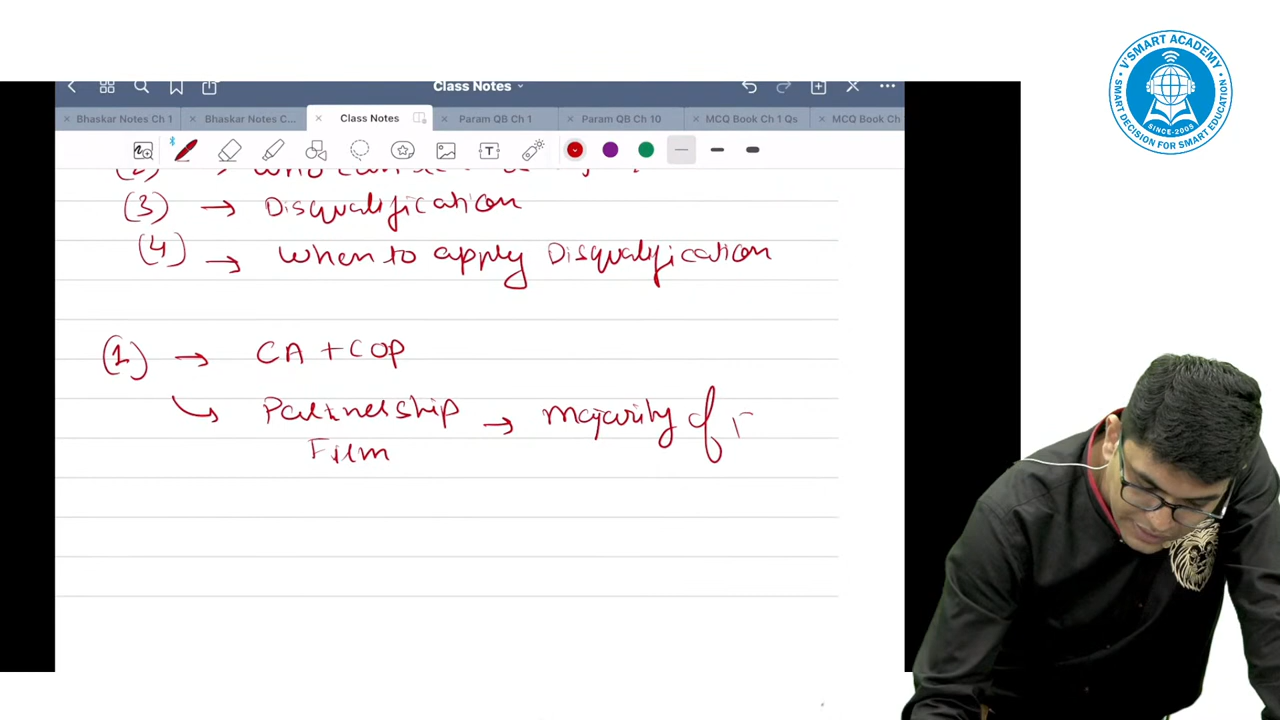 V'SMART ACADEMY
SMART DECISION FOR SMART EDUCATION
SINCE-2005
Class Notes
Bhaskar Notes Ch 1
Bhaskar Notes C...
Class Notes
Param QB Ch 1
Param QB Ch 10
MCQ Book Ch 1 Qs
MCQ Book Ch
(3) → Disqualification
(4) → When to apply Disqualification
(1) → CA + COP
→ Partnership → Majority of
Firm